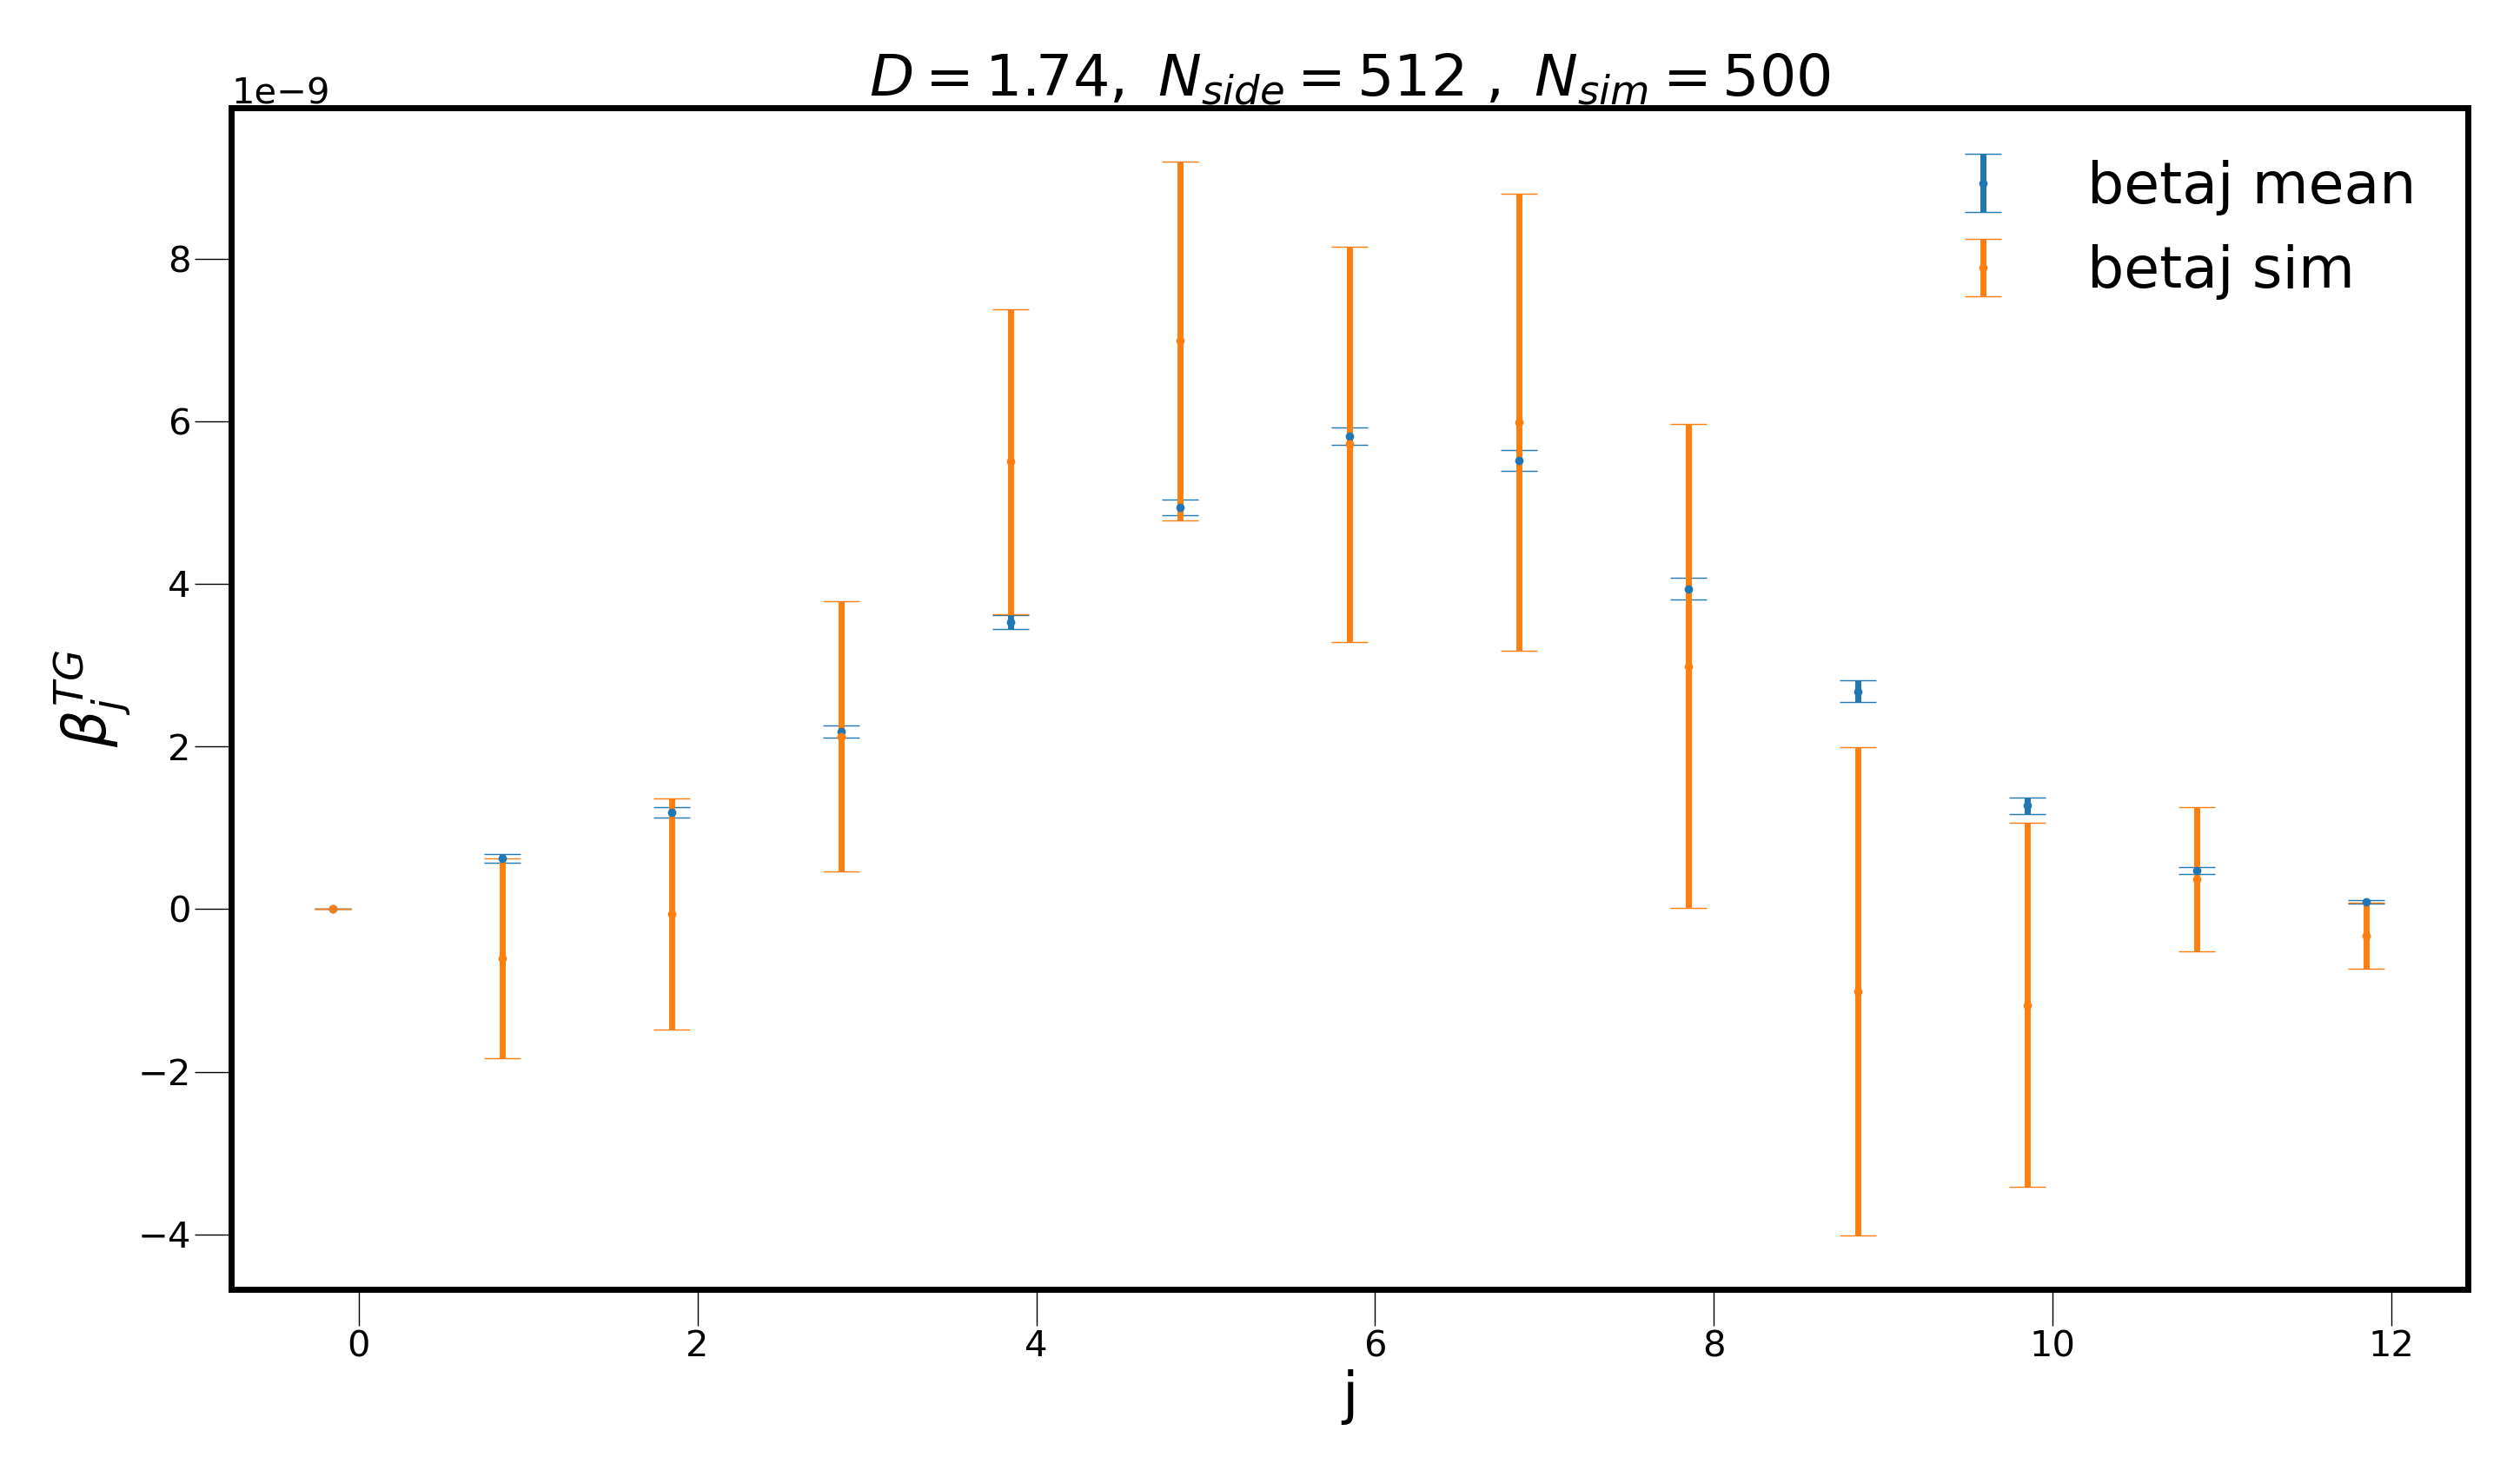 D = 1.74, N_side = 512 , N_sim = 500
1e−9
betaj mean
betaj sim
8
6
4
2
0
−2
−4
β_j^TG
0 2 4 6 8 10 12
j